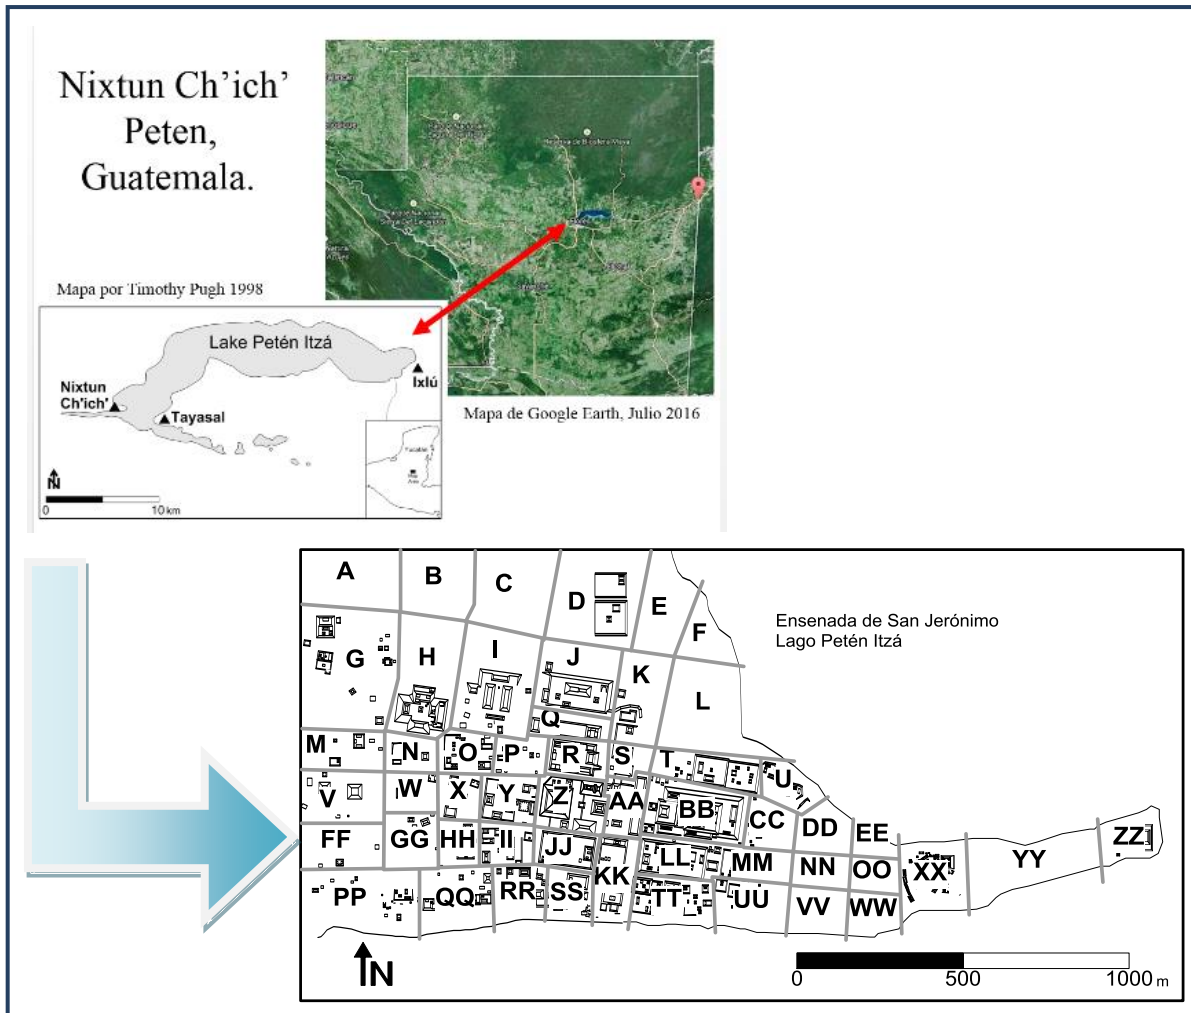 Nixtun Ch’ich’
Peten,
Guatemala.
Mapa por Timothy Pugh 1998
Lake Petén Itzá
Nixtun
Ch'ich'
Tayasal
Ixlú
Yucatan
N
0
10 km
Mapa de Google Earth, Julio 2016
A
B
C
D
E
F
Ensenada de San Jerónimo
Lago Petén Itzá
G
H
I
J
K
L
M
N
O
P
Q
R
S
T
U
V
W
X
Y
Z
AA
BB
CC
DD
EE
FF
GG
HH
II
JJ
KK
LL
MM
NN
OO
PP
QQ
RR
SS
TT
UU
VV
WW
XX
YY
ZZ
N
0
500
1000 m